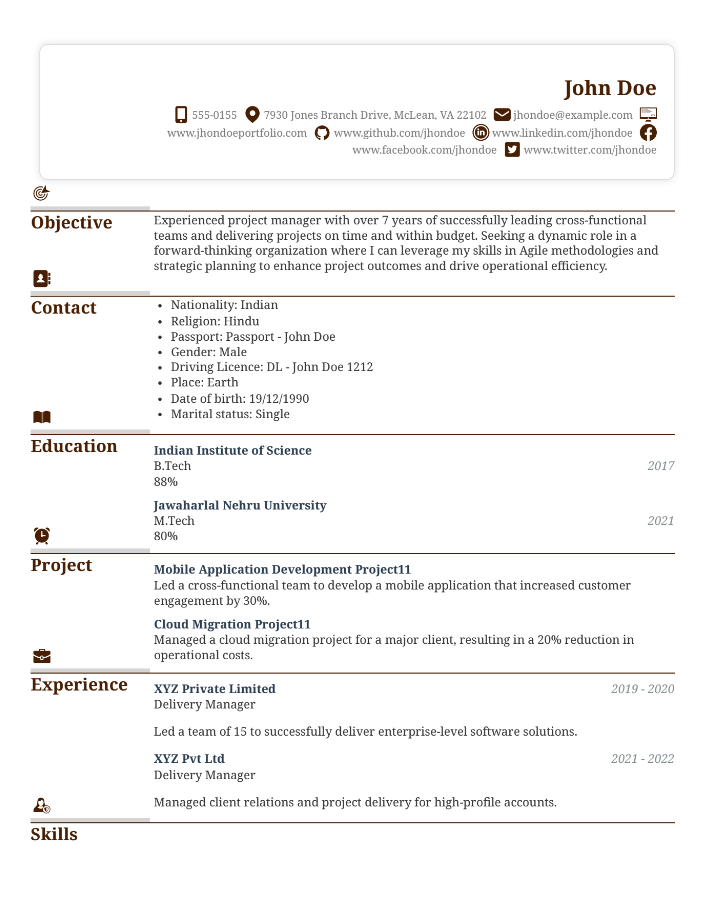 John Doe
555-0155 7930 Jones Branch Drive, McLean, VA 22102 jhondoe@example.com
www.jhondoeportfolio.com www.github.com/jhondoe www.linkedin.com/jhondoe
www.facebook.com/jhondoe www.twitter.com/jhondoe
Objective
Experienced project manager with over 7 years of successfully leading cross-functional
teams and delivering projects on time and within budget. Seeking a dynamic role in a
forward-thinking organization where I can leverage my skills in Agile methodologies and
strategic planning to enhance project outcomes and drive operational efficiency.
Contact
• Nationality: Indian
• Religion: Hindu
• Passport: Passport - John Doe
• Gender: Male
• Driving Licence: DL - John Doe 1212
• Place: Earth
• Date of birth: 19/12/1990
• Marital status: Single
Education
Indian Institute of Science
B.Tech 2017
88%
Jawaharlal Nehru University
M.Tech 2021
80%
Project
Mobile Application Development Project11
Led a cross-functional team to develop a mobile application that increased customer
engagement by 30%.
Cloud Migration Project11
Managed a cloud migration project for a major client, resulting in a 20% reduction in
operational costs.
Experience
XYZ Private Limited 2019 - 2020
Delivery Manager
Led a team of 15 to successfully deliver enterprise-level software solutions.
XYZ Pvt Ltd 2021 - 2022
Delivery Manager
Managed client relations and project delivery for high-profile accounts.
Skills